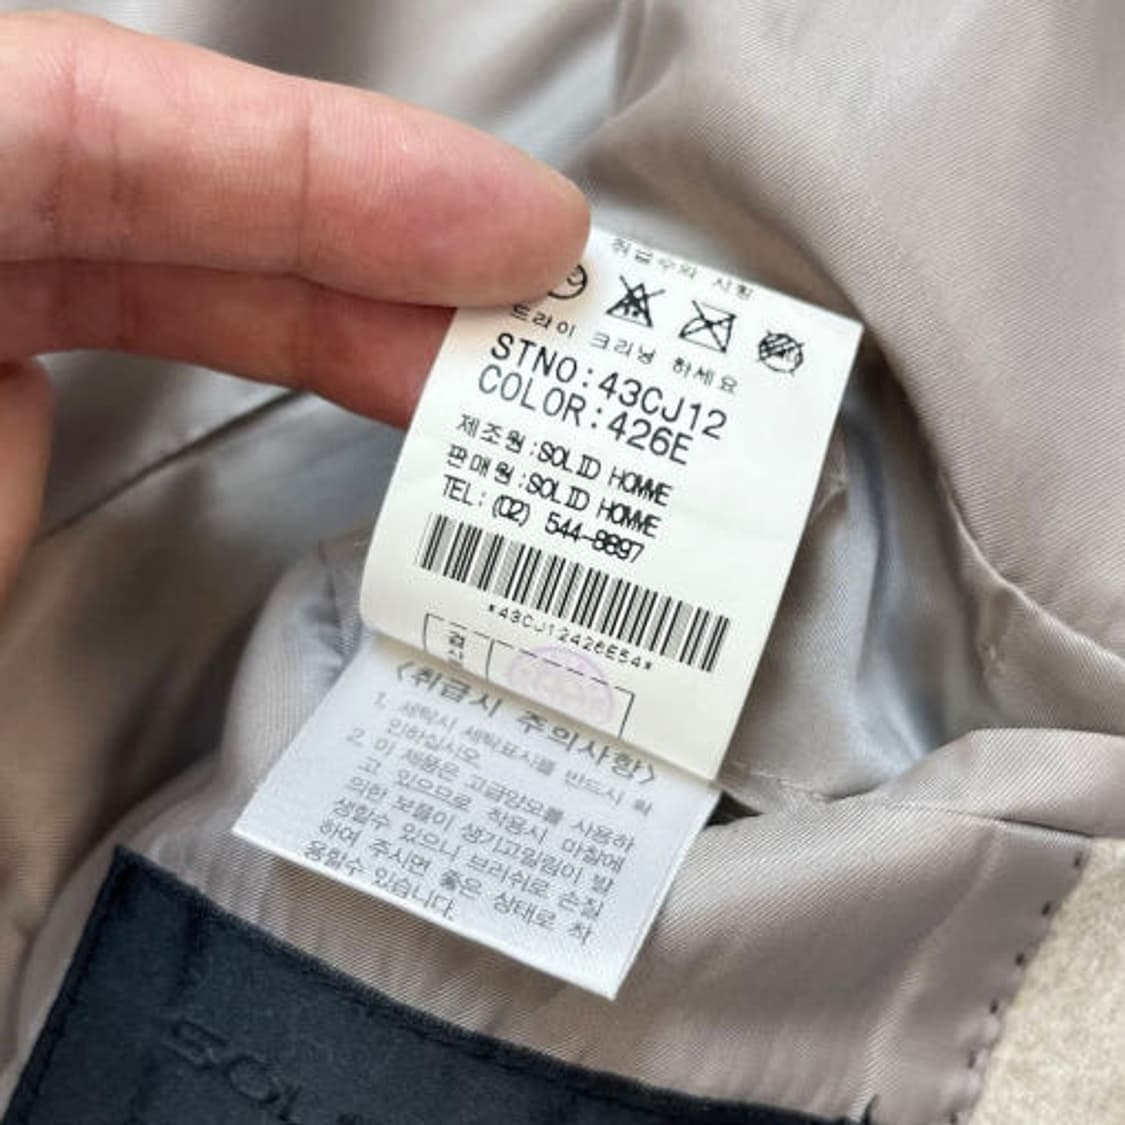 취급주의 사항
드라이 크리닝 하세요
STNO:43CJ12
COLOR:426E
제조원:SOLID HOMME
판매원:SOLID HOMME
TEL:(02) 544-8897
*43CJ12426E54*
<취급시 주의사항>
1. 세탁시 세탁표시를 반드시 확
인하십시오
2. 이 제품은 고급양모를 사용하
고 있으므로 착용시 마찰에
의한 보풀이 생기고밀림이 발
생할수 있으니 브러쉬로 손질
하여 주시면 좋은 상태로 착
용할수 있습니다.
SOL